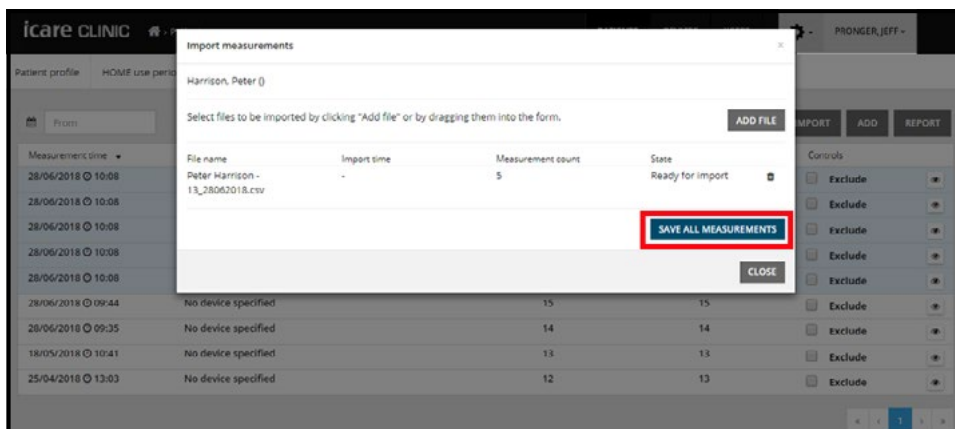 icare CLINIC
PRONGER, JEFF
Import measurements
×
Patient profile HOME use perio
Harrison, Peter ()
Select files to be imported by clicking "Add file" or by dragging them into the form.
ADD FILE
From
IMPORT ADD REPORT
Measurement time
File name Import time Measurement count State
Controls
28/06/2018 10:08 Peter Harrison - - 5 Ready for import Exclude
13_28062018.csv
28/06/2018 10:08 Exclude
28/06/2018 10:08 SAVE ALL MEASUREMENTS Exclude
28/06/2018 10:08 Exclude
28/06/2018 10:08 CLOSE Exclude
28/06/2018 09:44 No device specified 15 15 Exclude
28/06/2018 09:35 No device specified 14 14 Exclude
18/05/2018 10:41 No device specified 13 13 Exclude
25/04/2018 13:03 No device specified 12 13 Exclude
« ‹ 1 › »